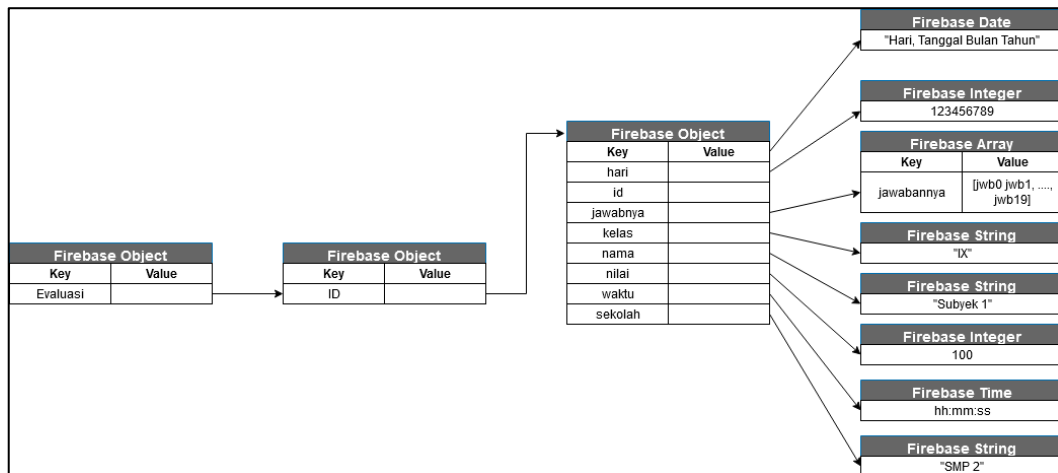 Firebase Object
Key Value
Evaluasi
Firebase Object
Key Value
ID
Firebase Object
Key Value
hari
id
jawabnya
kelas
nama
nilai
waktu
sekolah
Firebase Date
"Hari, Tanggal Bulan Tahun"
Firebase Integer
123456789
Firebase Array
Key Value
jawabannya
[jwb0 jwb1, ....,
jwb19]
Firebase String
"IX"
Firebase String
"Subyek 1"
Firebase Integer
100
Firebase Time
hh:mm:ss
Firebase String
"SMP 2"